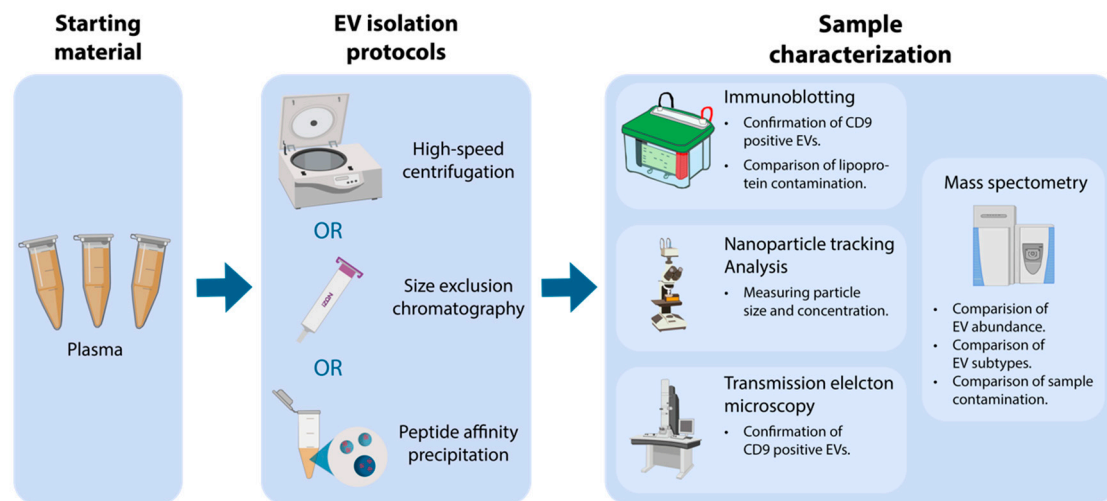 Starting
material
EV isolation
protocols
Sample
characterization
Plasma
High-speed
centrifugation
OR
Size exclusion
chromatography
OR
Peptide affinity
precipitation
Immunoblotting
• Confirmation of CD9
positive EVs.
• Comparison of lipopro-
tein contamination.
Nanoparticle tracking
Analysis
• Measuring particle
size and concentration.
Transmission elelcton
microscopy
• Confirmation of
CD9 positive EVs.
Mass spectometry
• Comparision of
EV abundance.
• Comparison of
EV subtypes.
• Comparison of sample
contamination.